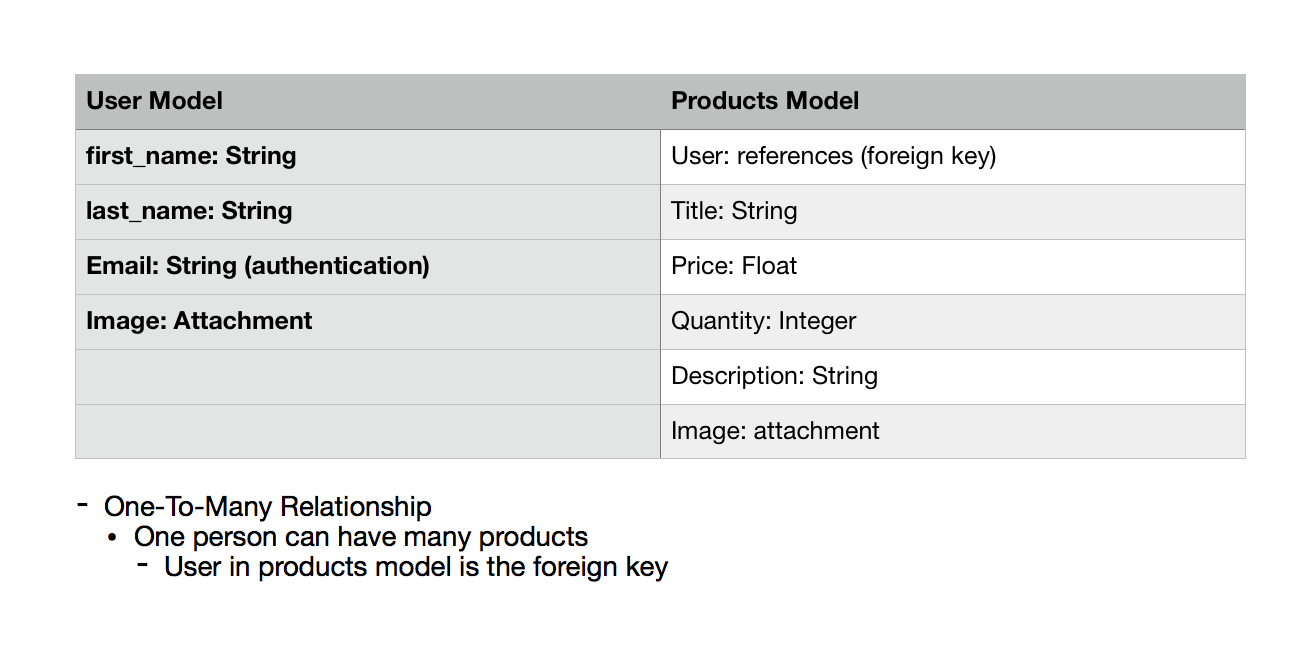 User Model Products Model
first_name: String User: references (foreign key)
last_name: String Title: String
Email: String (authentication) Price: Float
Image: Attachment Quantity: Integer
Description: String
Image: attachment
- One-To-Many Relationship
• One person can have many products
- User in products model is the foreign key